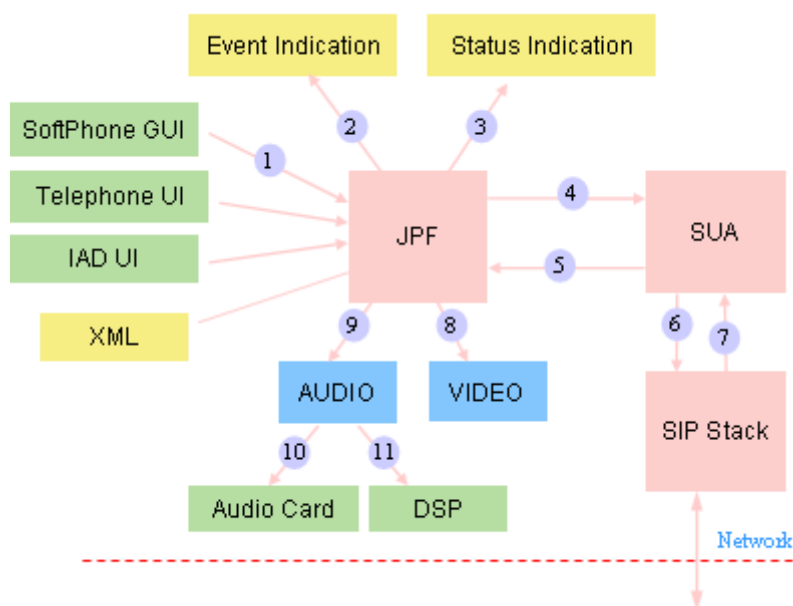 Event Indication
Status Indication
2
3
SoftPhone GUI
1
Telephone UI
JPF
4
SUA
IAD UI
5
XML
9
8
6
7
AUDIO
VIDEO
SIP Stack
10
11
Audio Card
DSP
Network